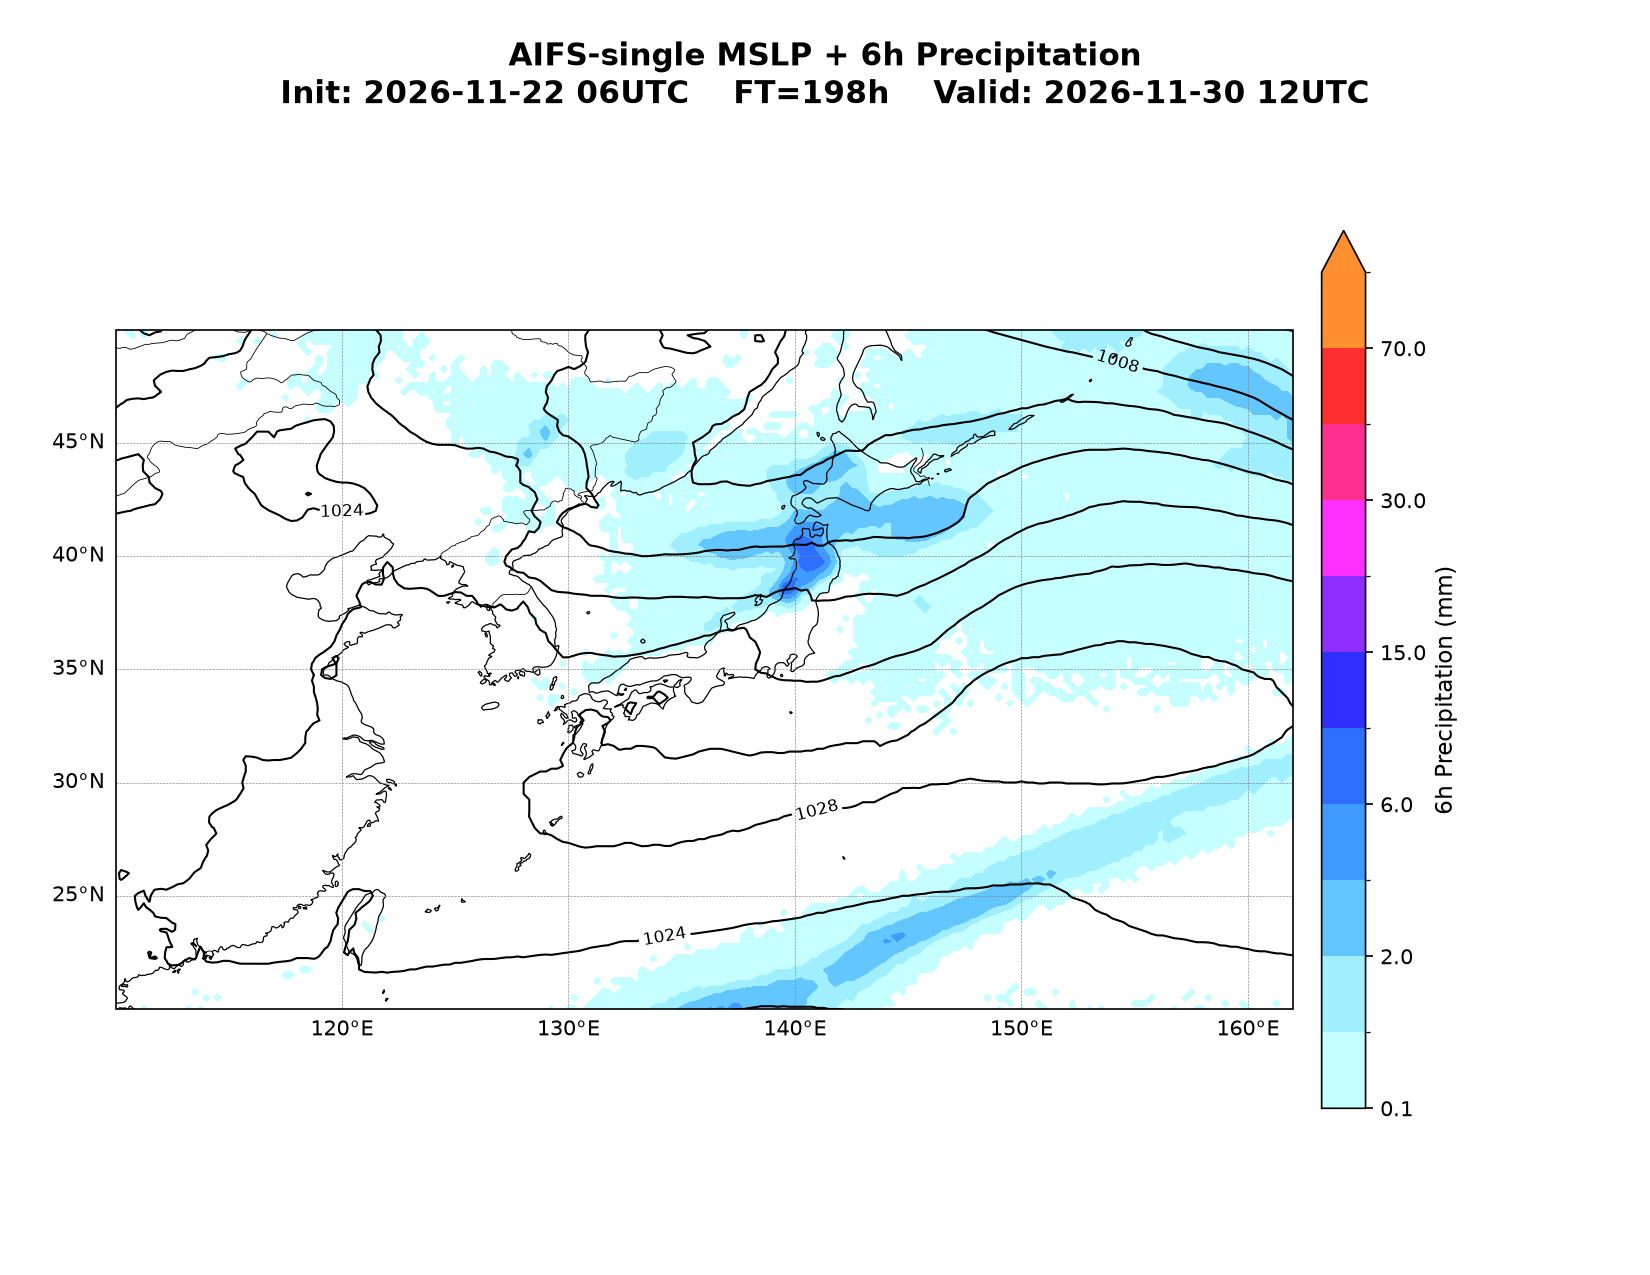 AIFS-single MSLP + 6h Precipitation
Init: 2026-11-22 06UTC    FT=198h    Valid: 2026-11-30 12UTC
1008
1024
1028
1024
45°N
40°N
35°N
30°N
25°N
120°E
130°E
140°E
150°E
160°E
70.0
30.0
15.0
6.0
2.0
0.1
6h Precipitation (mm)